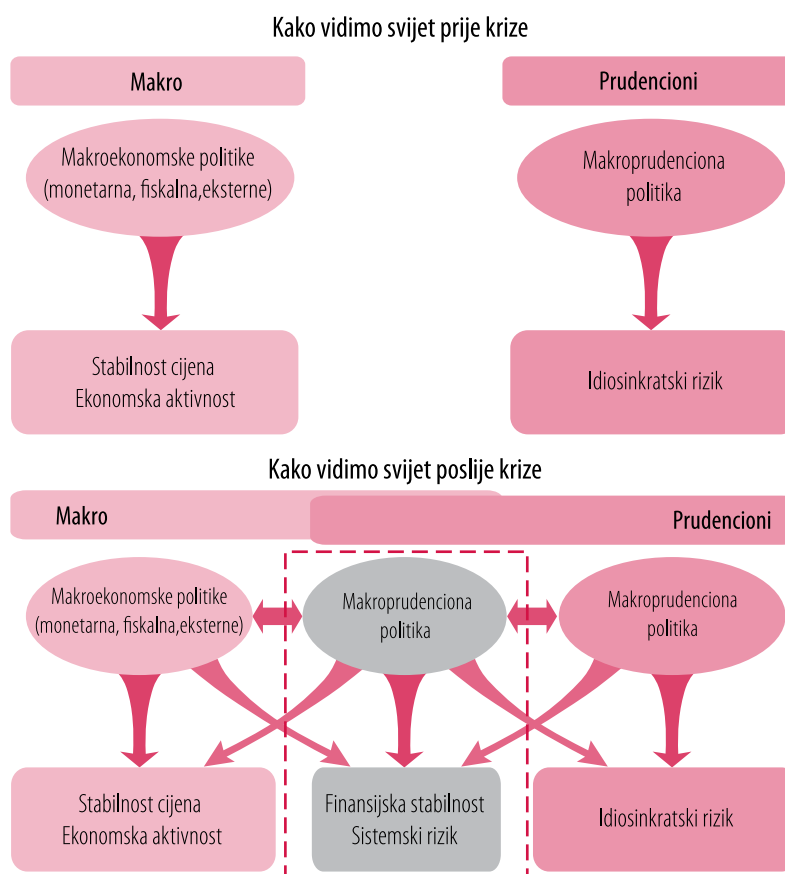 Kako vidimo svijet prije krize
Makro
Prudencioni
Makroekonomske politike
(monetarna, fiskalna,eksterne)
Makroprudenciona
politika
Stabilnost cijena
Ekonomska aktivnost
Idiosinkratski rizik
Kako vidimo svijet poslije krize
Makro
Prudencioni
Makroekonomske politike
(monetarna, fiskalna,eksterne)
Makroprudenciona
politika
Makroprudenciona
politika
Stabilnost cijena
Ekonomska aktivnost
Finansijska stabilnost
Sistemski rizik
Idiosinkratski rizik